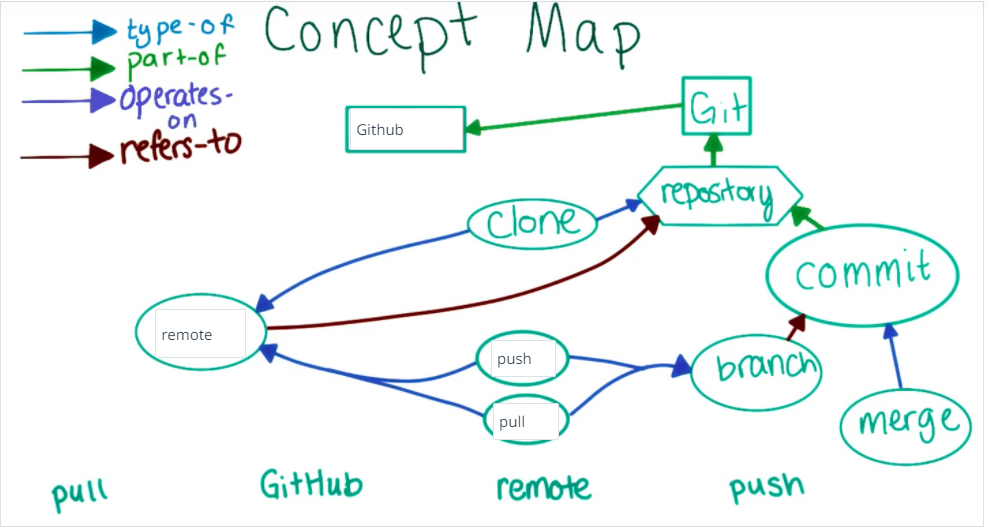 type-of
Concept Map
part-of
operates-
on
refers-to
Github
Git
repository
clone
commit
remote
push
branch
pull
merge
pull
GitHub
remote
push